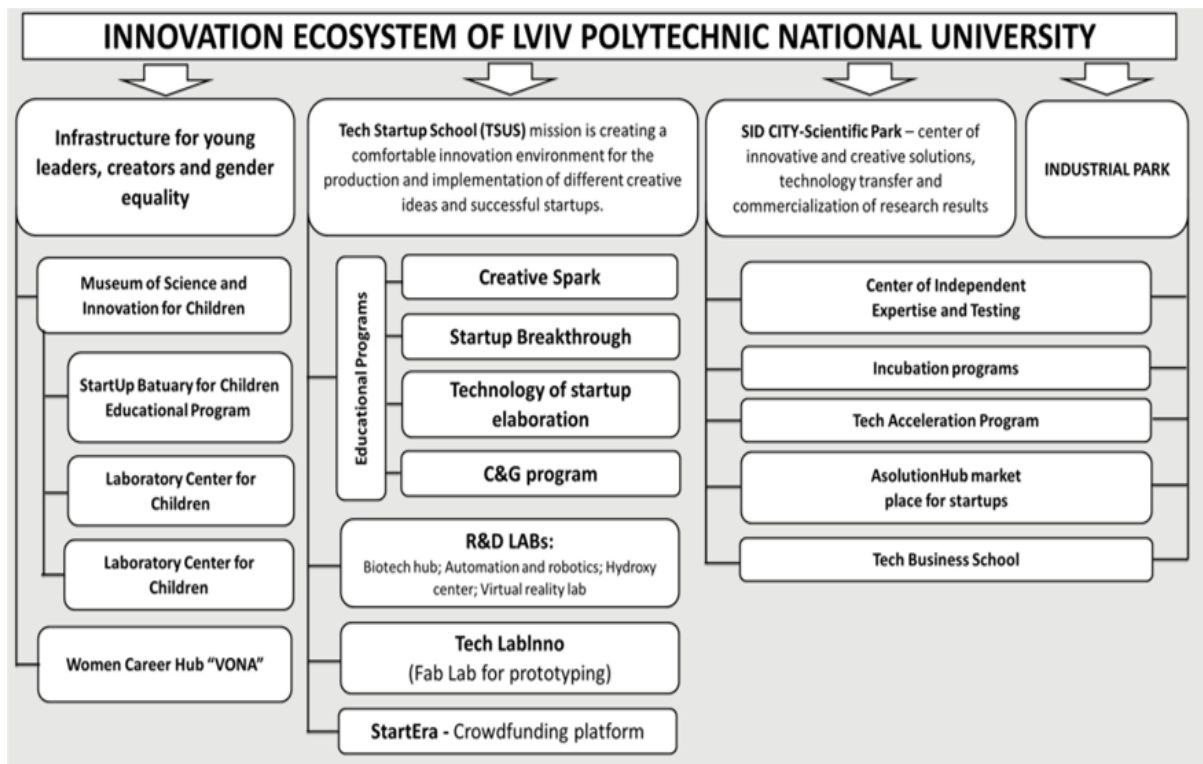 INNOVATION ECOSYSTEM OF LVIV POLYTECHNIC NATIONAL UNIVERSITY
Infrastructure for young
leaders, creators and gender
equality
Museum of Science and
Innovation for Children
StartUp Batuary for Children
Educational Program
Laboratory Center for
Children
Laboratory Center for
Children
Women Career Hub “VONA”
Tech Startup School (TSUS) mission is creating a
comfortable innovation environment for the
production and implementation of different creative
ideas and successful startups.
Educational Programs
Creative Spark
Startup Breakthrough
Technology of startup
elaboration
C&G program
R&D LABs:
Biotech hub; Automation and robotics; Hydroxy
center; Virtual reality lab
Tech LabInno
(Fab Lab for prototyping)
StartEra - Crowdfunding platform
SID CITY-Scientific Park – center of
innovative and creative solutions,
technology transfer and
commercialization of research results
INDUSTRIAL PARK
Center of Independent
Expertise and Testing
Incubation programs
Tech Acceleration Program
AsolutionHub market
place for startups
Tech Business School